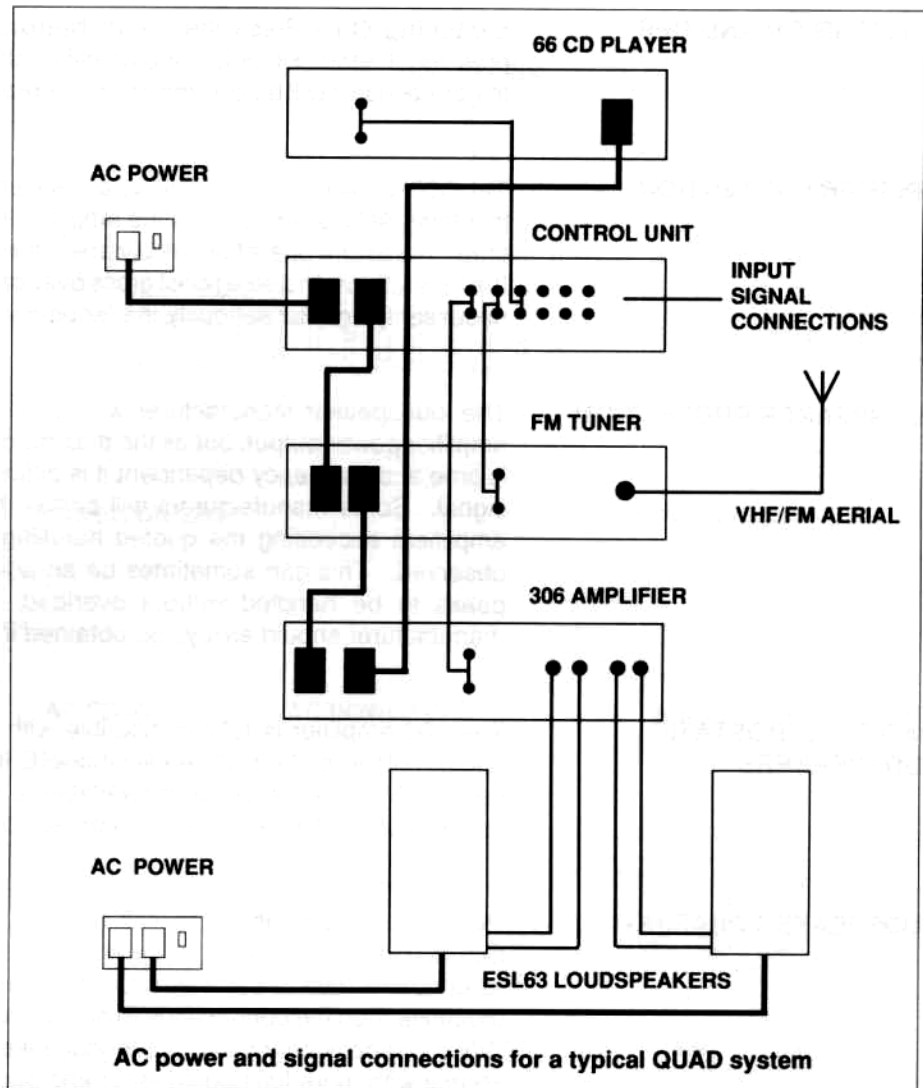 66 CD PLAYER
AC POWER
CONTROL UNIT
INPUT
SIGNAL
CONNECTIONS
FM TUNER
VHF/FM AERIAL
306 AMPLIFIER
AC POWER
ESL63 LOUDSPEAKERS
AC power and signal connections for a typical QUAD system